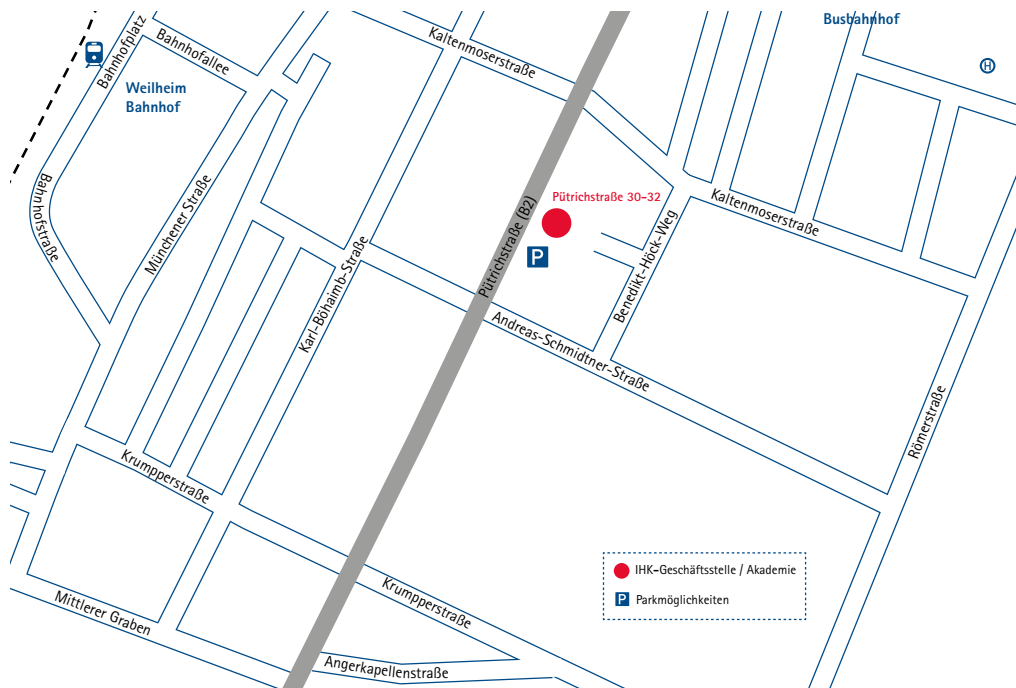 Busbahnhof
Bahnhofplatz
Bahnhofallee
Kaltenmoserstraße
H
Weilheim
Bahnhof
Bahnhofstraße
Münchener Straße
Pütrichstraße 30-32
Pütrichstraße (B2)
P
Kaltenmoserstraße
Benedikt-Höck-Weg
Karl-Böhaimb-Straße
Andreas-Schmidtner-Straße
Römerstraße
Krumpperstraße
IHK-Geschäftsstelle / Akademie
P Parkmöglichkeiten
Krumpperstraße
Mittlerer Graben
Angerkapellenstraße